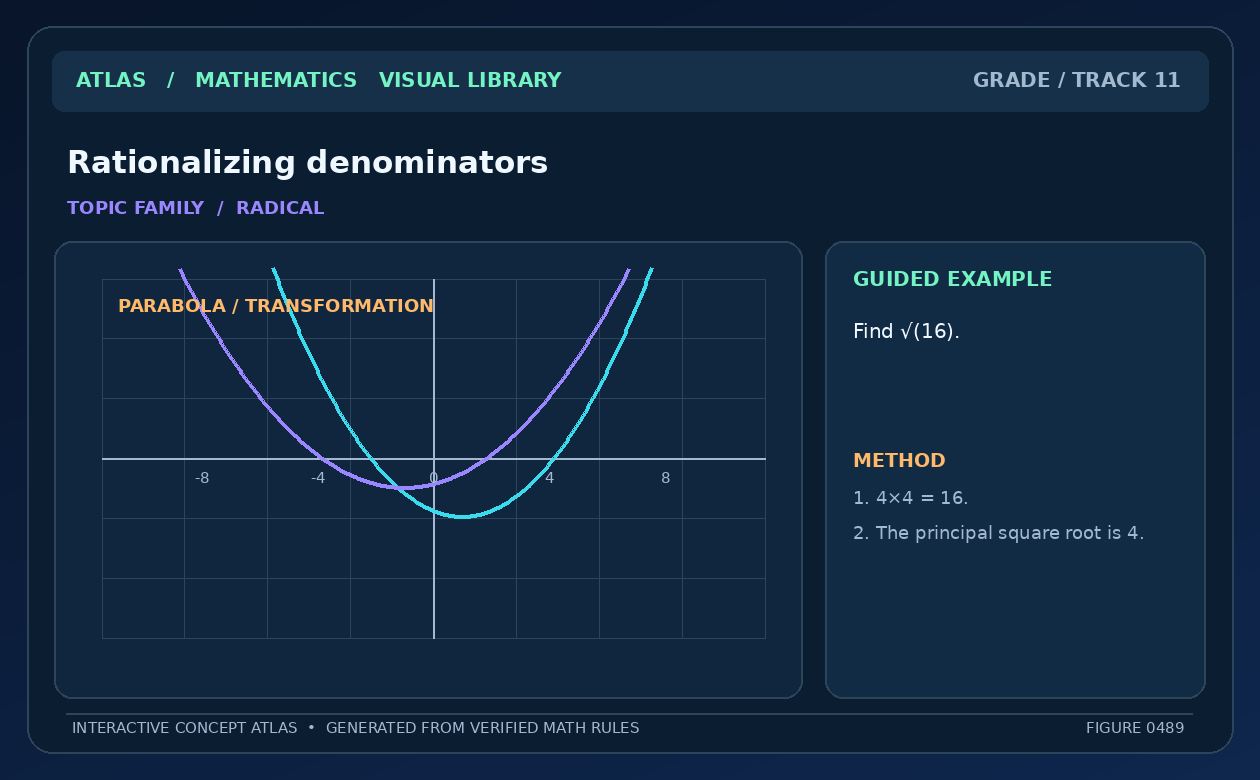 ATLAS / MATHEMATICS VISUAL LIBRARY
GRADE / TRACK 11
Rationalizing denominators
TOPIC FAMILY / RADICAL
PARABOLA / TRANSFORMATION
-8 -4 0 4 8
GUIDED EXAMPLE
Find √(16).
METHOD
1. 4×4 = 16.
2. The principal square root is 4.
INTERACTIVE CONCEPT ATLAS • GENERATED FROM VERIFIED MATH RULES
FIGURE 0489